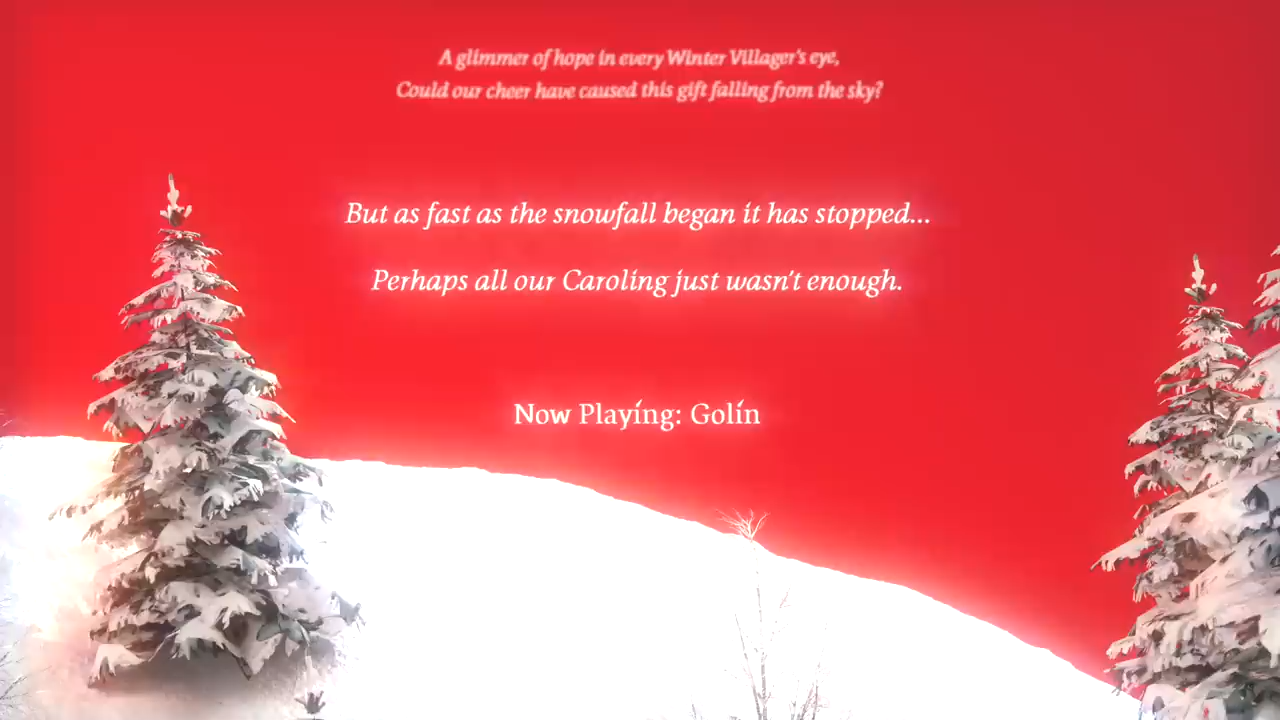 A glimmer of hope in every Winter Villager's eye,
Could our cheer have caused this gift falling from the sky?
But as fast as the snowfall began it has stopped...
Perhaps all our Caroling just wasn't enough.
Now Playing: Golin